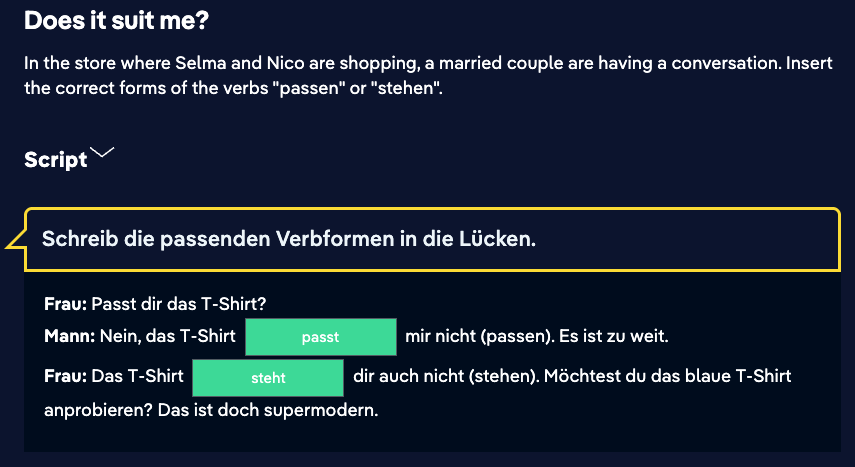 Does it suit me?
In the store where Selma and Nico are shopping, a married couple are having a conversation. Insert
the correct forms of the verbs "passen" or "stehen".
Script
Schreib die passenden Verbformen in die Lücken.
Frau: Passt dir das T-Shirt?
Mann: Nein, das T-Shirt passt mir nicht (passen). Es ist zu weit.
Frau: Das T-Shirt steht dir auch nicht (stehen). Möchtest du das blaue T-Shirt
anprobieren? Das ist doch supermodern.